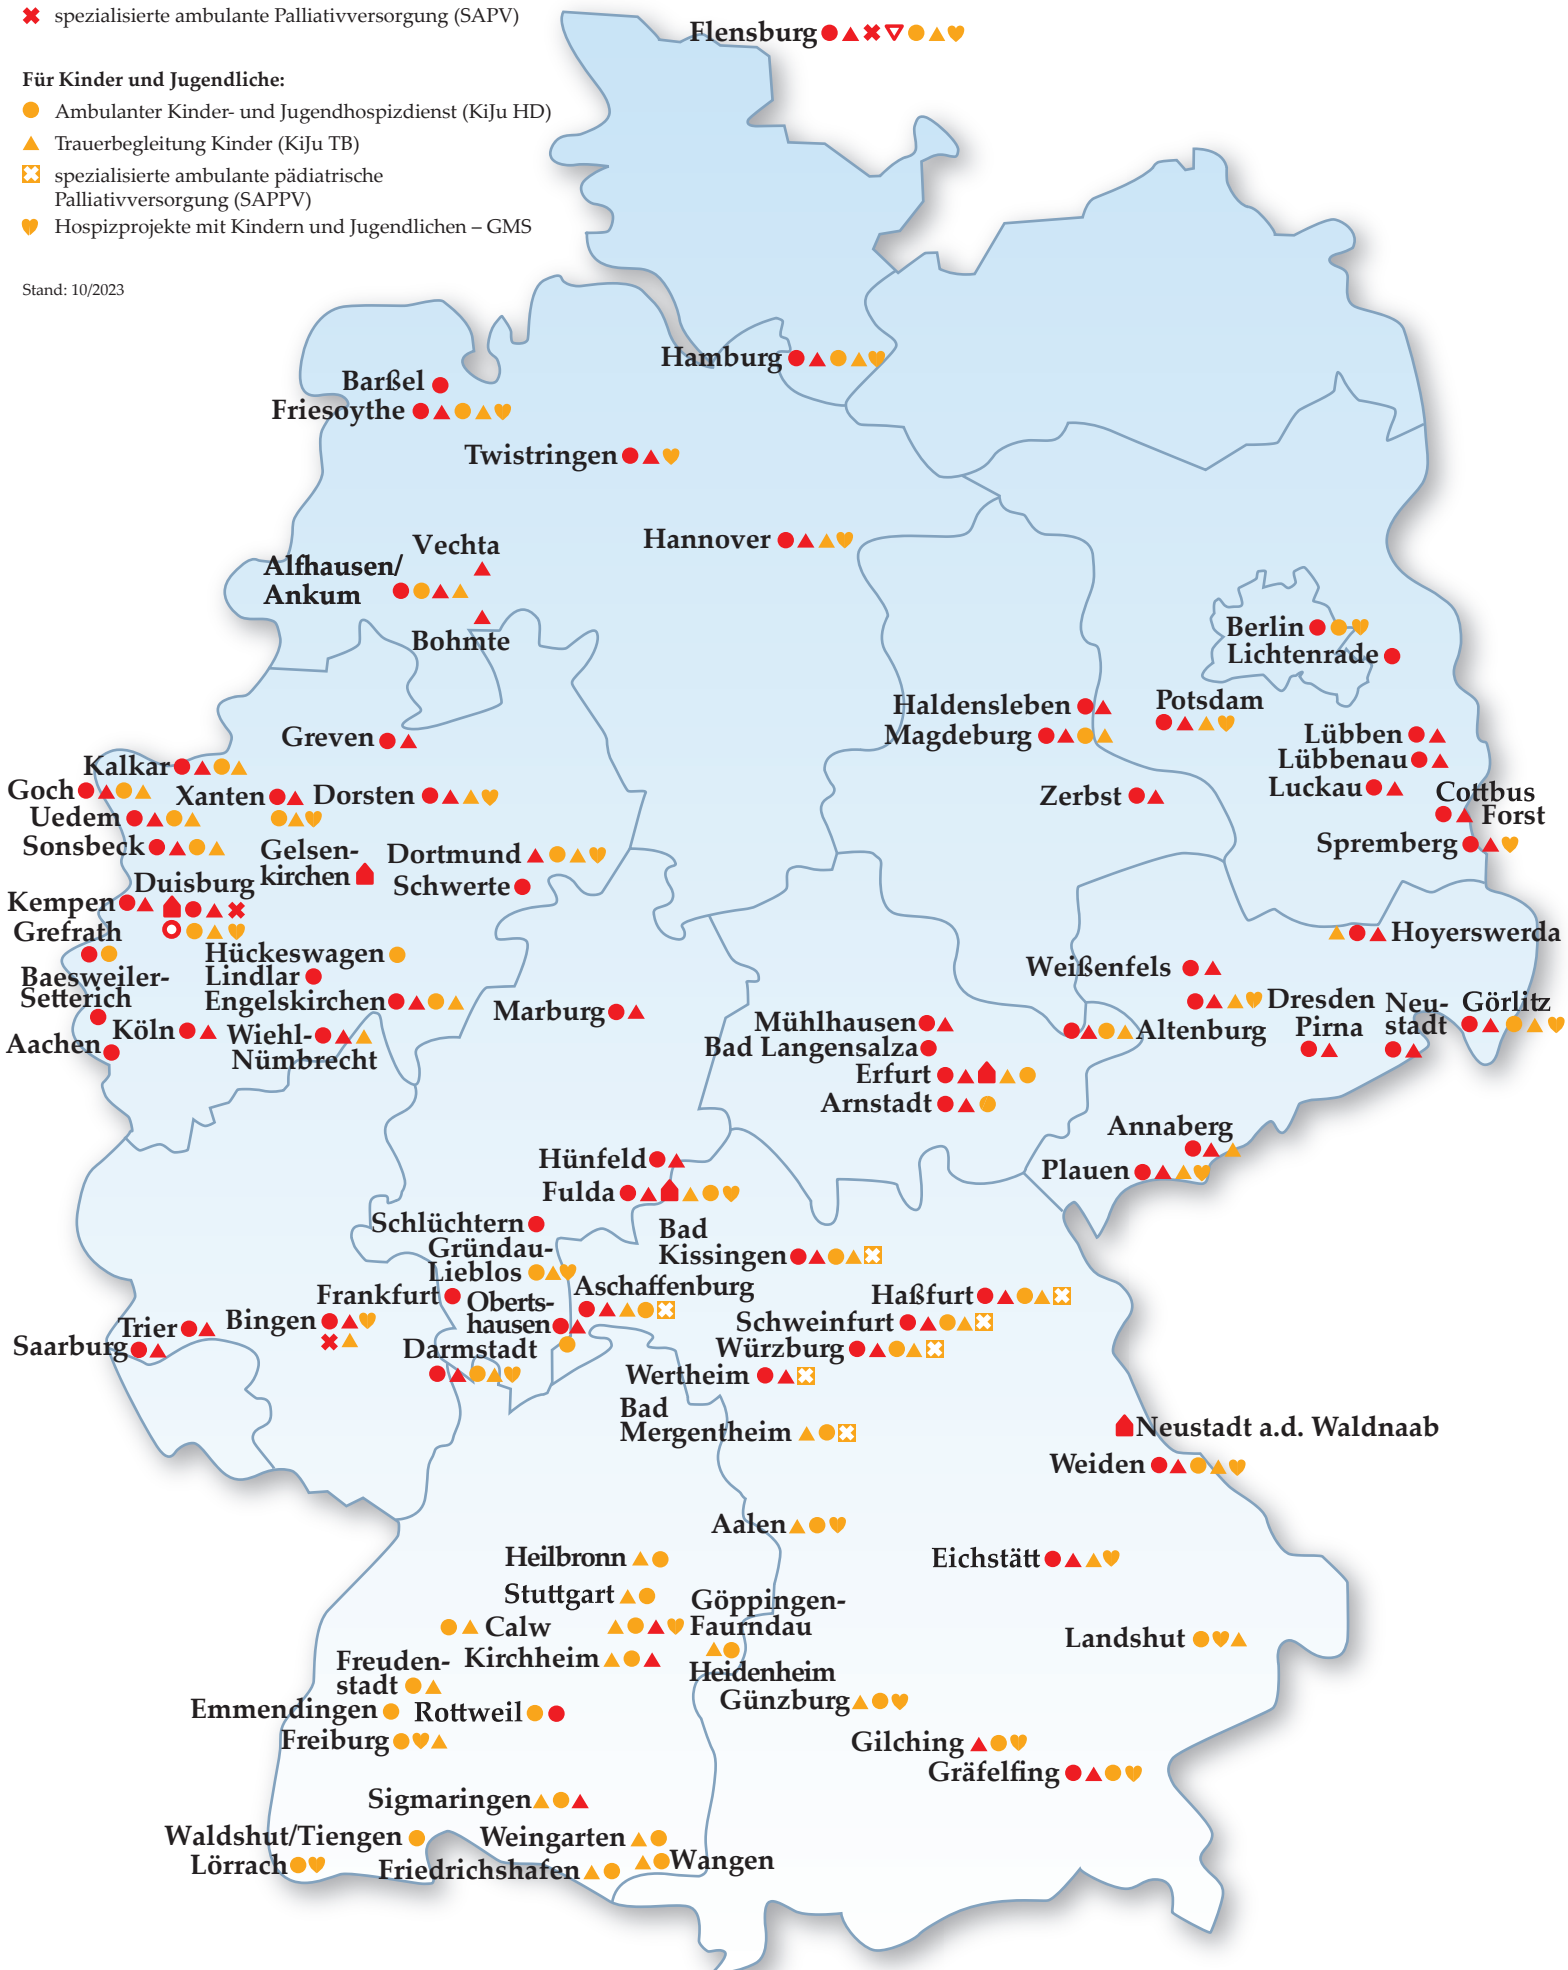 spezialisierte ambulante Palliativversorgung (SAPV)
Für Kinder und Jugendliche:
Ambulanter Kinder- und Jugendhospizdienst (KiJu HD)
Trauerbegleitung Kinder (KiJu TB)
spezialisierte ambulante pädiatrische
Palliativversorgung (SAPPV)
Hospizprojekte mit Kindern und Jugendlichen – GMS
Stand: 10/2023
Flensburg
Hamburg
Barßel
Friesoythe
Twistringen
Hannover
Vechta
Alfhausen/
Ankum
Bohmte
Berlin
Lichtenrade
Haldensleben
Magdeburg
Potsdam
Lübben
Lübbenau
Luckau
Cottbus
Forst
Spremberg
Zerbst
Greven
Kalkar
Goch
Xanten
Dorsten
Uedem
Sonsbeck
Gelsen-
kirchen
Dortmund
Schwerte
Duisburg
Kempen
Grefrath
Hückeswagen
Lindlar
Baesweiler-
Setterich
Engelskirchen
Köln
Wiehl-
Nümbrecht
Aachen
Marburg
Hoyerswerda
Weißenfels
Dresden
Pirna
Neu-
stadt
Görlitz
Altenburg
Mühlhausen
Bad Langensalza
Erfurt
Arnstadt
Annaberg
Plauen
Hünfeld
Fulda
Schlüchtern
Gründau-
Lieblos
Bad
Kissingen
Aschaffenburg
Frankfurt
Oberts-
hausen
Haßfurt
Schweinfurt
Würzburg
Bingen
Trier
Saarburg
Darmstadt
Wertheim
Bad
Mergentheim
Neustadt a.d. Waldnaab
Weiden
Aalen
Heilbronn
Eichstätt
Stuttgart
Göppingen-
Faurndau
Calw
Kirchheim
Heidenheim
Landshut
Freuden-
stadt
Günzburg
Emmendingen
Rottweil
Freiburg
Gilching
Gräfelfing
Sigmaringen
Waldshut/Tiengen
Weingarten
Lörrach
Friedrichshafen
Wangen